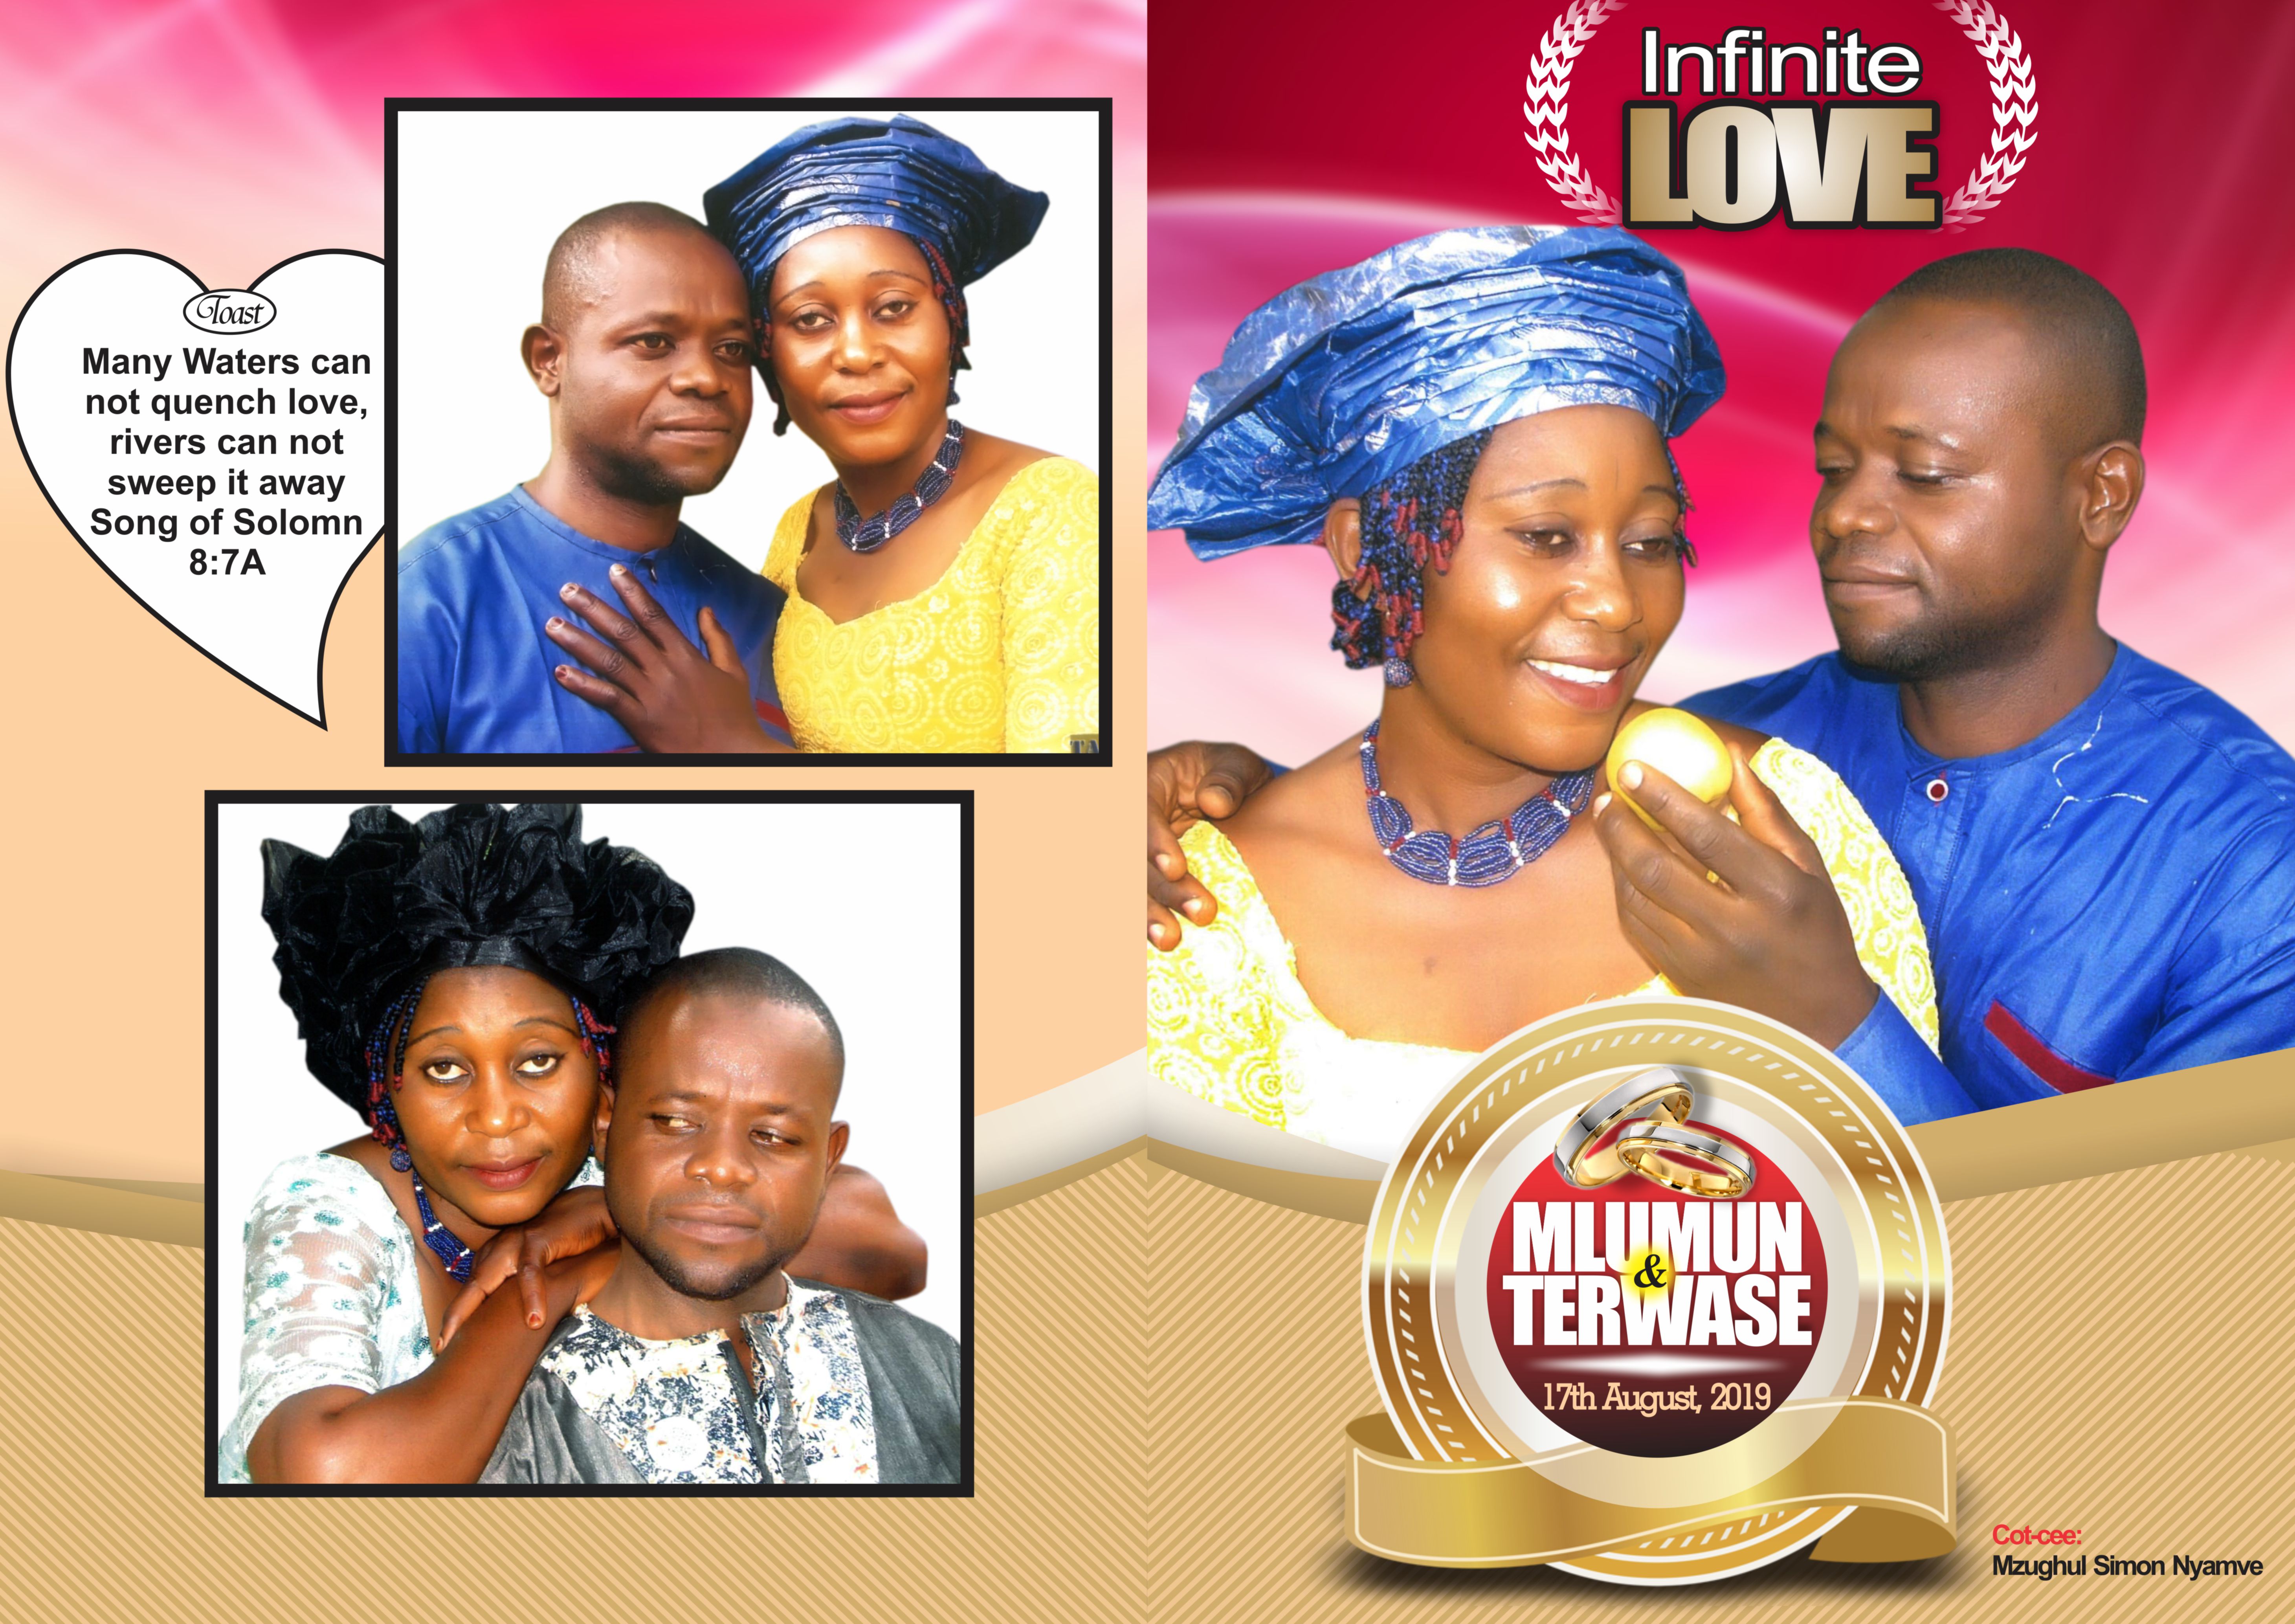 Toast
Many Waters can
not quench love,
rivers can not
sweep it away
Song of Solomn
8:7A
Infinite
LOVE
MLUMUN
&
TERWASE
17th August, 2019
Cot-cee:
Mzughul Simon Nyamve